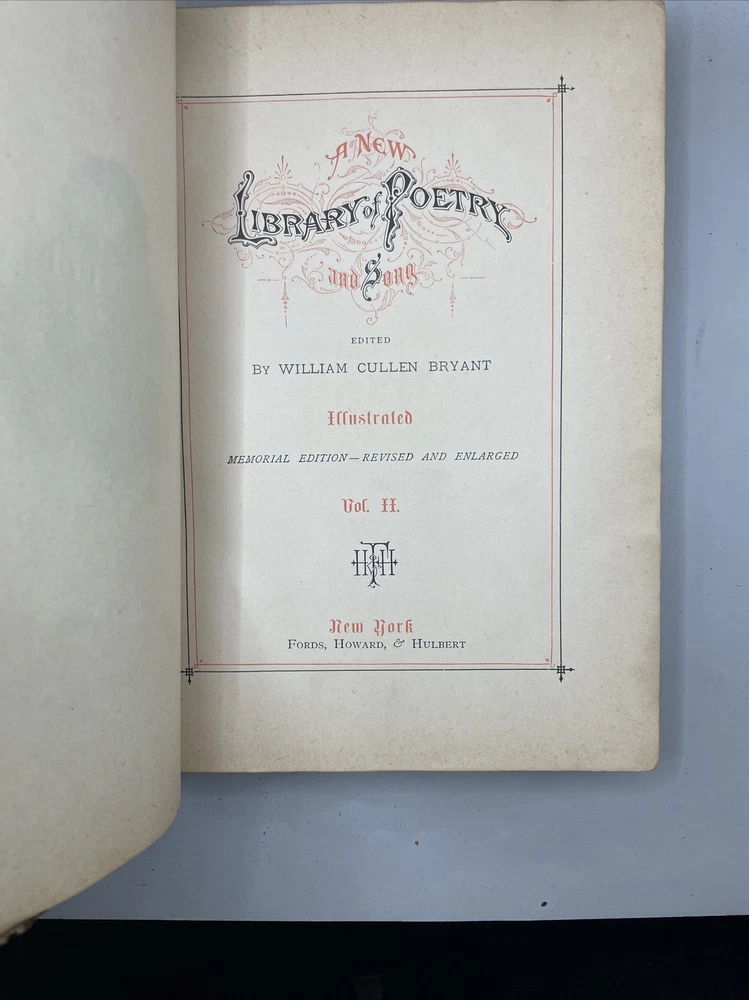 A NEW
LIBRARY of POETRY
and Song
EDITED
BY WILLIAM CULLEN BRYANT
Illustrated
MEMORIAL EDITION—REVISED AND ENLARGED
Vol. II.
New York
FORDS, HOWARD, & HULBERT